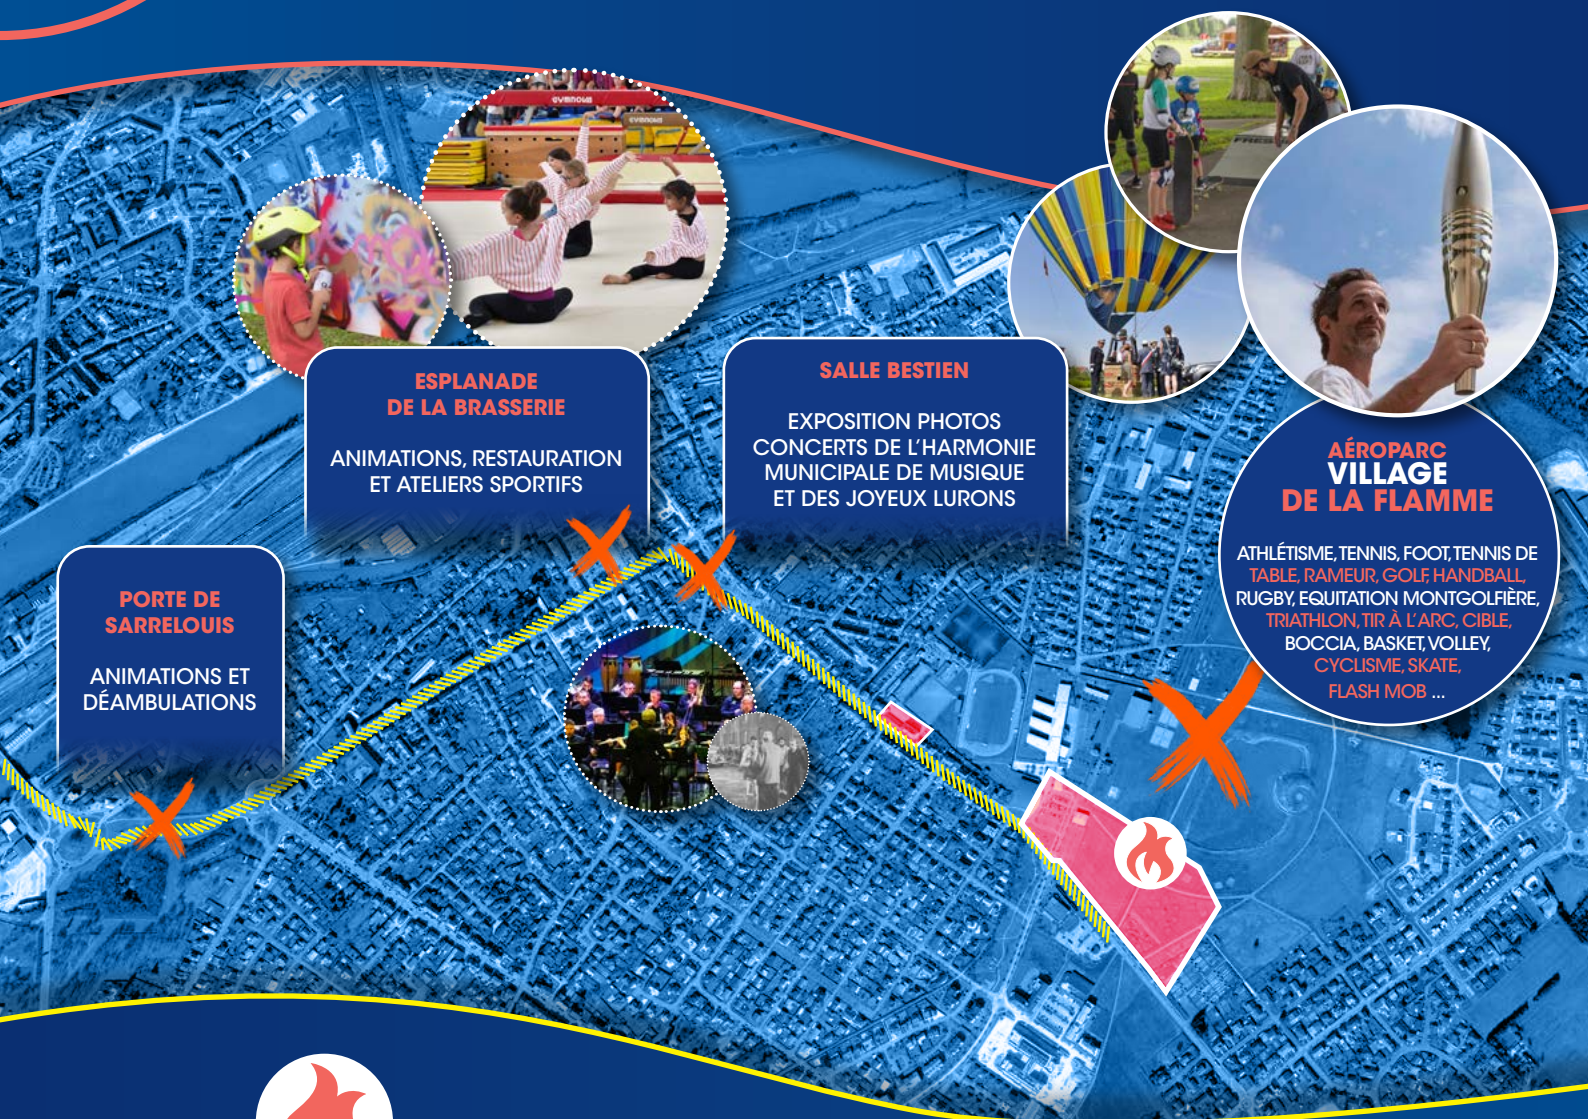 GYMNOVA
GYMNOVA
ESPLANADE
DE LA BRASSERIE
ANIMATIONS, RESTAURATION
ET ATELIERS SPORTIFS
SALLE BESTIEN
EXPOSITION PHOTOS
CONCERTS DE L'HARMONIE
MUNICIPALE DE MUSIQUE
ET DES JOYEUX LURONS
AÉROPARC
VILLAGE
DE LA FLAMME
ATHLÉTISME, TENNIS, FOOT, TENNIS DE
TABLE, RAMEUR, GOLF, HANDBALL,
RUGBY, EQUITATION MONTGOLFIÈRE,
TRIATHLON, TIR À L'ARC, CIBLE,
BOCCIA, BASKET, VOLLEY,
CYCLISME, SKATE,
FLASH MOB ...
PORTE DE
SARRELOUIS
ANIMATIONS ET
DÉAMBULATIONS